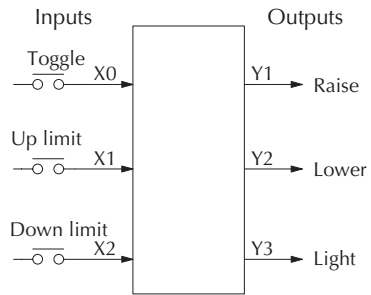 Inputs
Outputs
Toggle
X0
Y1
Raise
Up limit
X1
Y2
Lower
Down limit
X2
Y3
Light